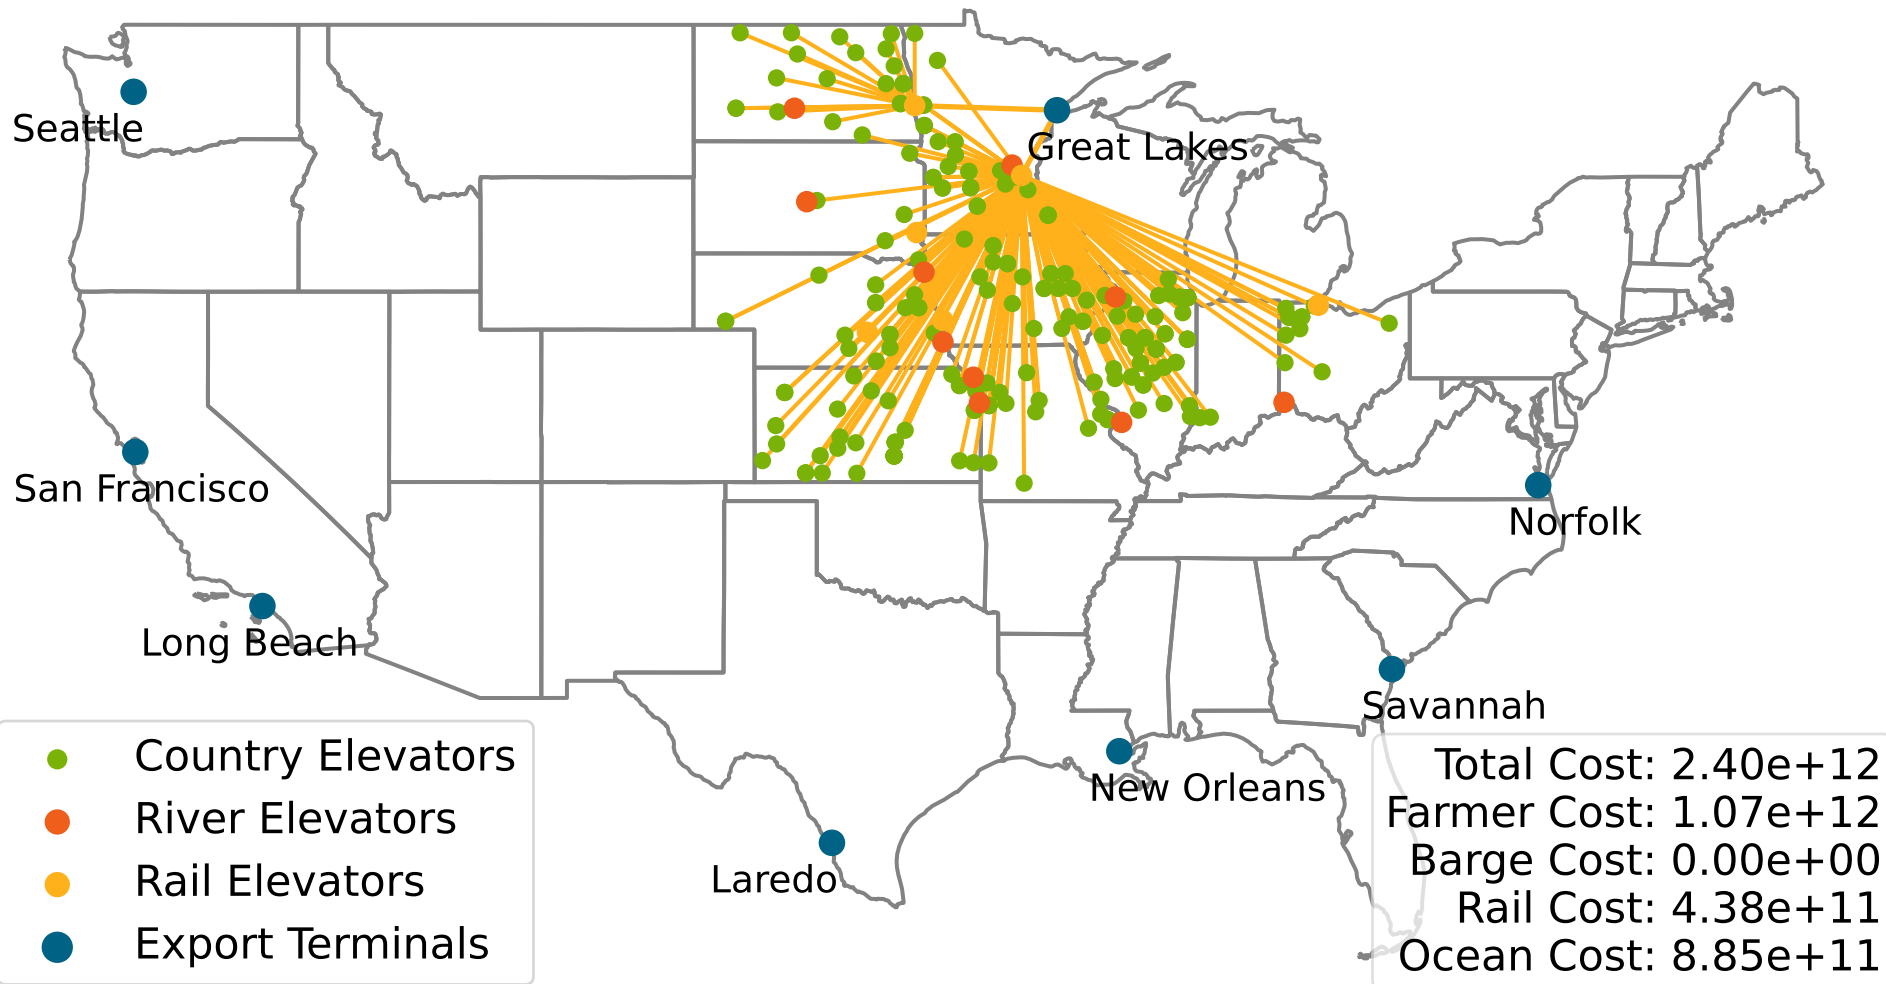 Seattle
Great Lakes
San Francisco
Norfolk
Long Beach
Savannah
New Orleans
Laredo
Country Elevators
River Elevators
Rail Elevators
Export Terminals
Total Cost: 2.40e+12
Farmer Cost: 1.07e+12
Barge Cost: 0.00e+00
Rail Cost: 4.38e+11
Ocean Cost: 8.85e+11